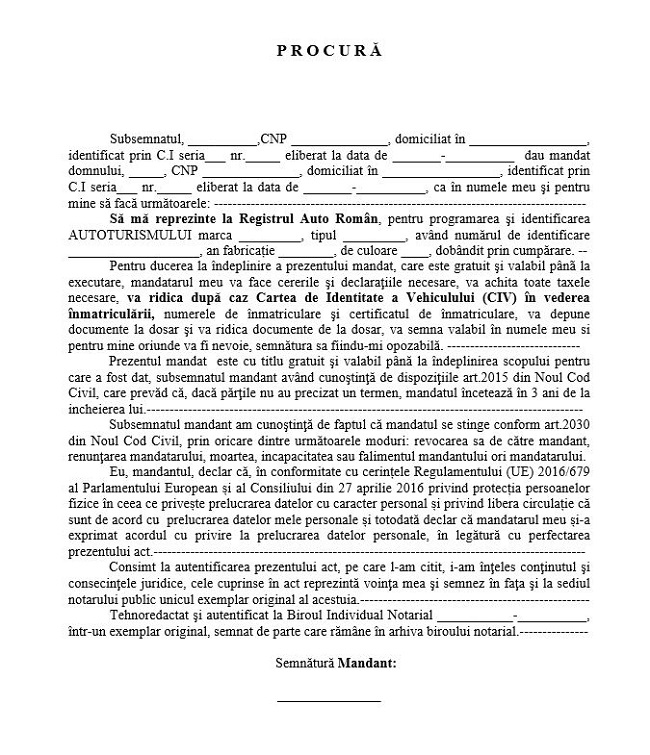 P R O C U R Ă
Subsemnatul, __________,CNP ______________, domiciliat în _________________,
identificat prin C.I seria___ nr._____ eliberat la data de _______-__________ dau mandat
domnului, _____, CNP ______________, domiciliat în _________________, identificat prin
C.I seria___ nr._____ eliberat la data de _______-__________, ca în numele meu şi pentru
mine să facă următoarele: --------------------------------------------------------------------------------
Să mă reprezinte la Registrul Auto Român, pentru programarea şi identificarea
AUTOTURISMULUI marca _________, tipul _________, având numărul de identificare
___________________, an fabricație ________, de culoare ____, dobândit prin cumpărare. --
Pentru ducerea la îndeplinire a prezentului mandat, care este gratuit şi valabil până la
executare, mandatarul meu va face cererile şi declaraţiile necesare, va achita toate taxele
necesare, va ridica după caz Cartea de Identitate a Vehiculului (CIV) în vederea
înmatriculării, numerele de înmatriculare şi certificatul de înmatriculare, va depune
documente la dosar şi va ridica documente de la dosar, va semna valabil în numele meu si
pentru mine oriunde va fi nevoie, semnătura sa fiindu-mi opozabilă. -----------------------------
Prezentul mandat este cu titlu gratuit şi valabil până la îndeplinirea scopului pentru
care a fost dat, subsemnatul mandant având cunoştinţă de dispoziţiile art.2015 din Noul Cod
Civil, care prevăd că, dacă părţile nu au precizat un termen, mandatul încetează în 3 ani de la
incheierea lui.----------------------------------------------------------------------------------------------
Subsemnatul mandant am cunoştinţă de faptul că mandatul se stinge conform art.2030
din Noul Cod Civil, prin oricare dintre următoarele moduri: revocarea sa de către mandant,
renunţarea mandatarului, moartea, incapacitatea sau falimentul mandantului ori mandatarului.
Eu, mandantul, declar că, în conformitate cu cerințele Regulamentului (UE) 2016/679
al Parlamentului European și al Consiliului din 27 aprilie 2016 privind protecția persoanelor
fizice în ceea ce privește prelucrarea datelor cu caracter personal și privind libera circulație că
sunt de acord cu prelucrarea datelor mele personale și totodată declar că mandatarul meu și-a
exprimat acordul cu privire la prelucrarea datelor personale, în legătură cu perfectarea
prezentului act.---------------------------------------------------------------------------------------------
Consimt la autentificarea prezentului act, pe care l-am citit, i-am înţeles conţinutul şi
consecinţele juridice, cele cuprinse în act reprezintă voinţa mea şi semnez în faţa şi la sediul
notarului public unicul exemplar original al acestuia.-------------------------------------------------
Tehnoredactat şi autentificat la Biroul Individual Notarial ___________-__________,
într-un exemplar original, semnat de parte care rămâne în arhiva biroului notarial.---------------
Semnătură Mandant:
_______________